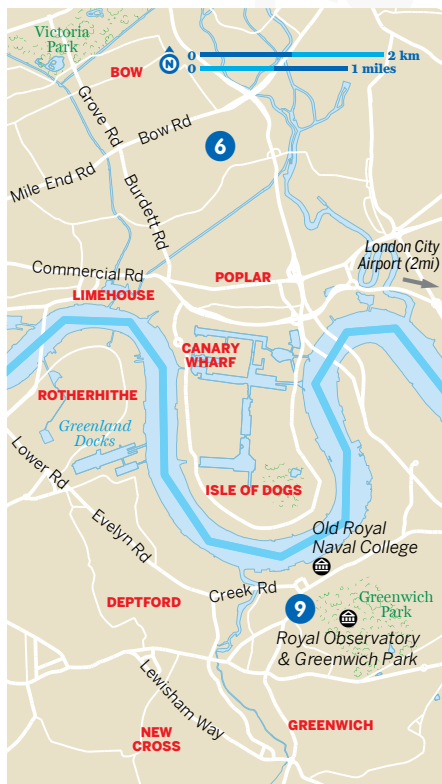 Victoria
Park
BOW
N
0 2 km
0 1 miles
Grove Rd
Bow Rd
6
Mile End Rd
Burdett Rd
London City
Airport (2mi)
Commercial Rd
POPLAR
LIMEHOUSE
CANARY
WHARF
ROTHERHITHE
Greenland
Docks
Lower Rd
ISLE OF DOGS
Evelyn Rd
Old Royal
Naval College
Creek Rd
DEPTFORD
9
Greenwich
Park
Royal Observatory
& Greenwich Park
Lewisham Way
GREENWICH
NEW
CROSS